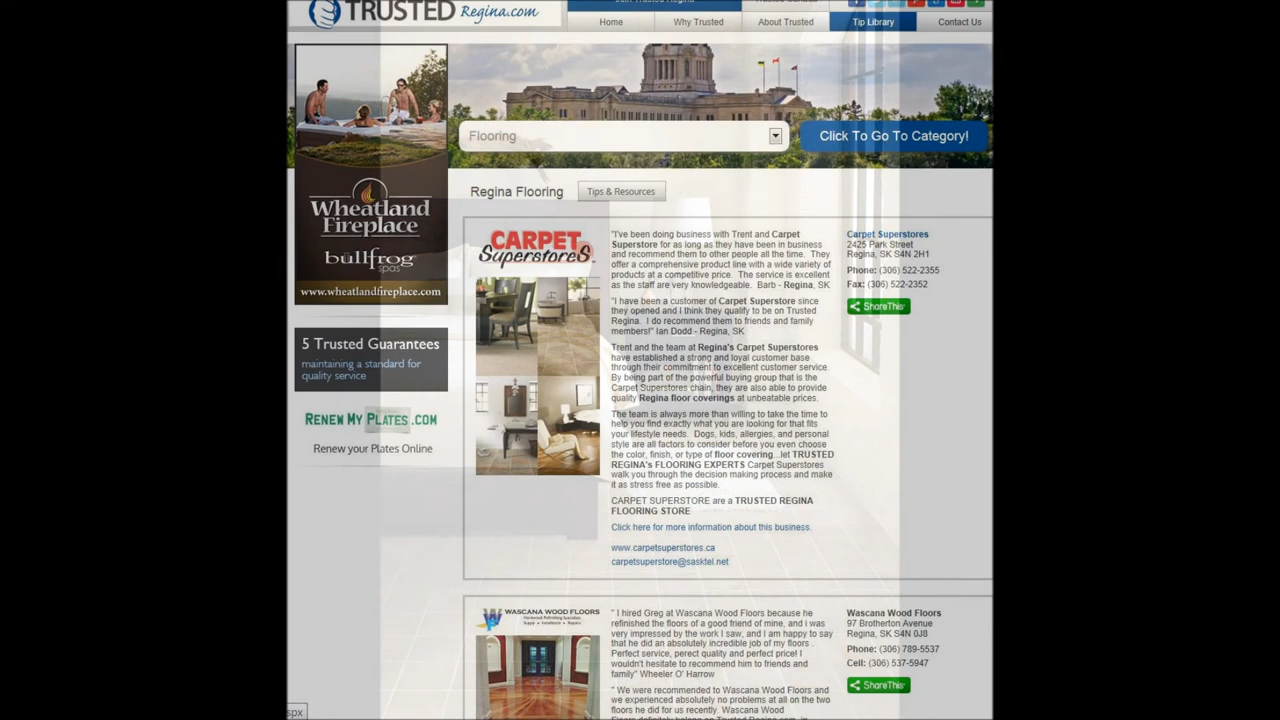 TRUSTED Regina.com
Home
Why Trusted
About Trusted
Tip Library
Contact Us
Flooring
Click To Go To Category!
Wheatland
Fireplace
bullfrog
spas
www.wheatlandfireplace.com
5 Trusted Guarantees
maintaining a standard for
quality service
RENEW MY PLATES.COM
Renew your Plates Online
Regina Flooring
Tips & Resources
CARPET
SuperstoreS
"I've been doing business with Trent and Carpet
Superstore for as long as they have been in business
and recommend them to other people all the time. They
offer a comprehensive product line with a wide variety of
products at a competitive price. The service is excellent
as the staff are very knowledgeable. Barb - Regina, SK
"I have been a customer of Carpet Superstore since
they opened and I think they qualify to be on Trusted
Regina. I do recommend them to friends and family
members!" Ian Dodd - Regina, SK
Trent and the team at Regina's Carpet Superstores
have established a strong and loyal customer base
through their commitment to excellent customer service.
By being part of the powerful buying group that is the
Carpet Superstores chain, they are also able to provide
quality Regina floor coverings at unbeatable prices.
The team is always more than willing to take the time to
help you find exactly what you are looking for that fits
your lifestyle needs. Dogs, kids, allergies, and personal
style are all factors to consider before you even choose
the color, finish, or type of floor covering...let TRUSTED
REGINA's FLOORING EXPERTS Carpet Superstores
walk you through the decision making process and make
it as stress free as possible.
CARPET SUPERSTORE are a TRUSTED REGINA
FLOORING STORE
Click here for more information about this business.
www.carpetsuperstores.ca
carpetsuperstore@sasktel.net
Carpet Superstores
2425 Park Street
Regina, SK S4N 2H1
Phone: (306) 522-2355
Fax: (306) 522-2352
ShareThis
WASCANA WOOD FLOORS
" I hired Greg at Wascana Wood Floors because he
refinished the floors of a good friend of mine, and i was
very impressed by the work I saw, and I am happy to say
that he did an absolutely incredible job of my floors .
Perfect service, perect quality and perfect price! I
wouldn't hesitate to recommend him to friends and
family" Wheeler O' Harrow
" We were recommended to Wascana Wood Floors and
we experienced absolutely no problems at all on the two
floors he did for us recently. Wascana Wood
Wascana Wood Floors
97 Brotherton Avenue
Regina, SK S4N 0J8
Phone: (306) 789-5537
Cell: (306) 537-5947
ShareThis
spx